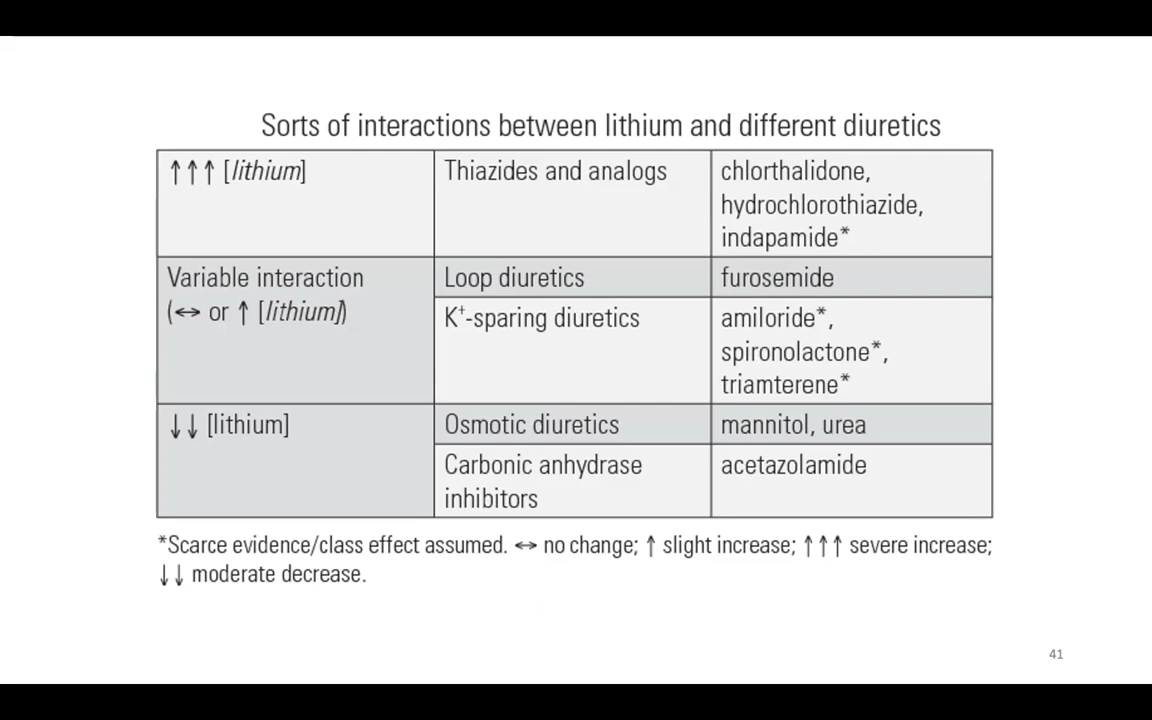 Sorts of interactions between lithium and different diuretics
↑↑↑ [lithium]
Thiazides and analogs
chlorthalidone,
hydrochlorothiazide,
indapamide*
Variable interaction
(↔ or ↑ [lithium])
Loop diuretics
furosemide
K⁺-sparing diuretics
amiloride*,
spironolactone*,
triamterene*
↓↓ [lithium]
Osmotic diuretics
mannitol, urea
Carbonic anhydrase
inhibitors
acetazolamide
*Scarce evidence/class effect assumed. ↔ no change; ↑ slight increase; ↑↑↑ severe increase;
↓↓ moderate decrease.
41